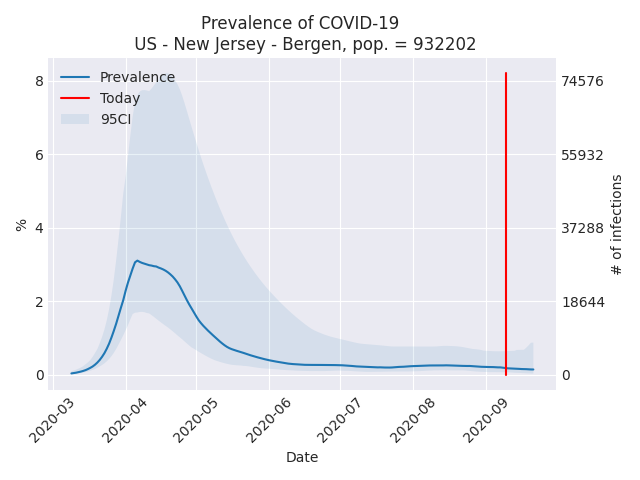 Prevalence of COVID-19
US - New Jersey - Bergen, pop. = 932202
Prevalence
Today
95CI
8
6
4
2
0
%
74576
55932
37288
18644
0
# of infections
2020-03
2020-04
2020-05
2020-06
2020-07
2020-08
2020-09
Date